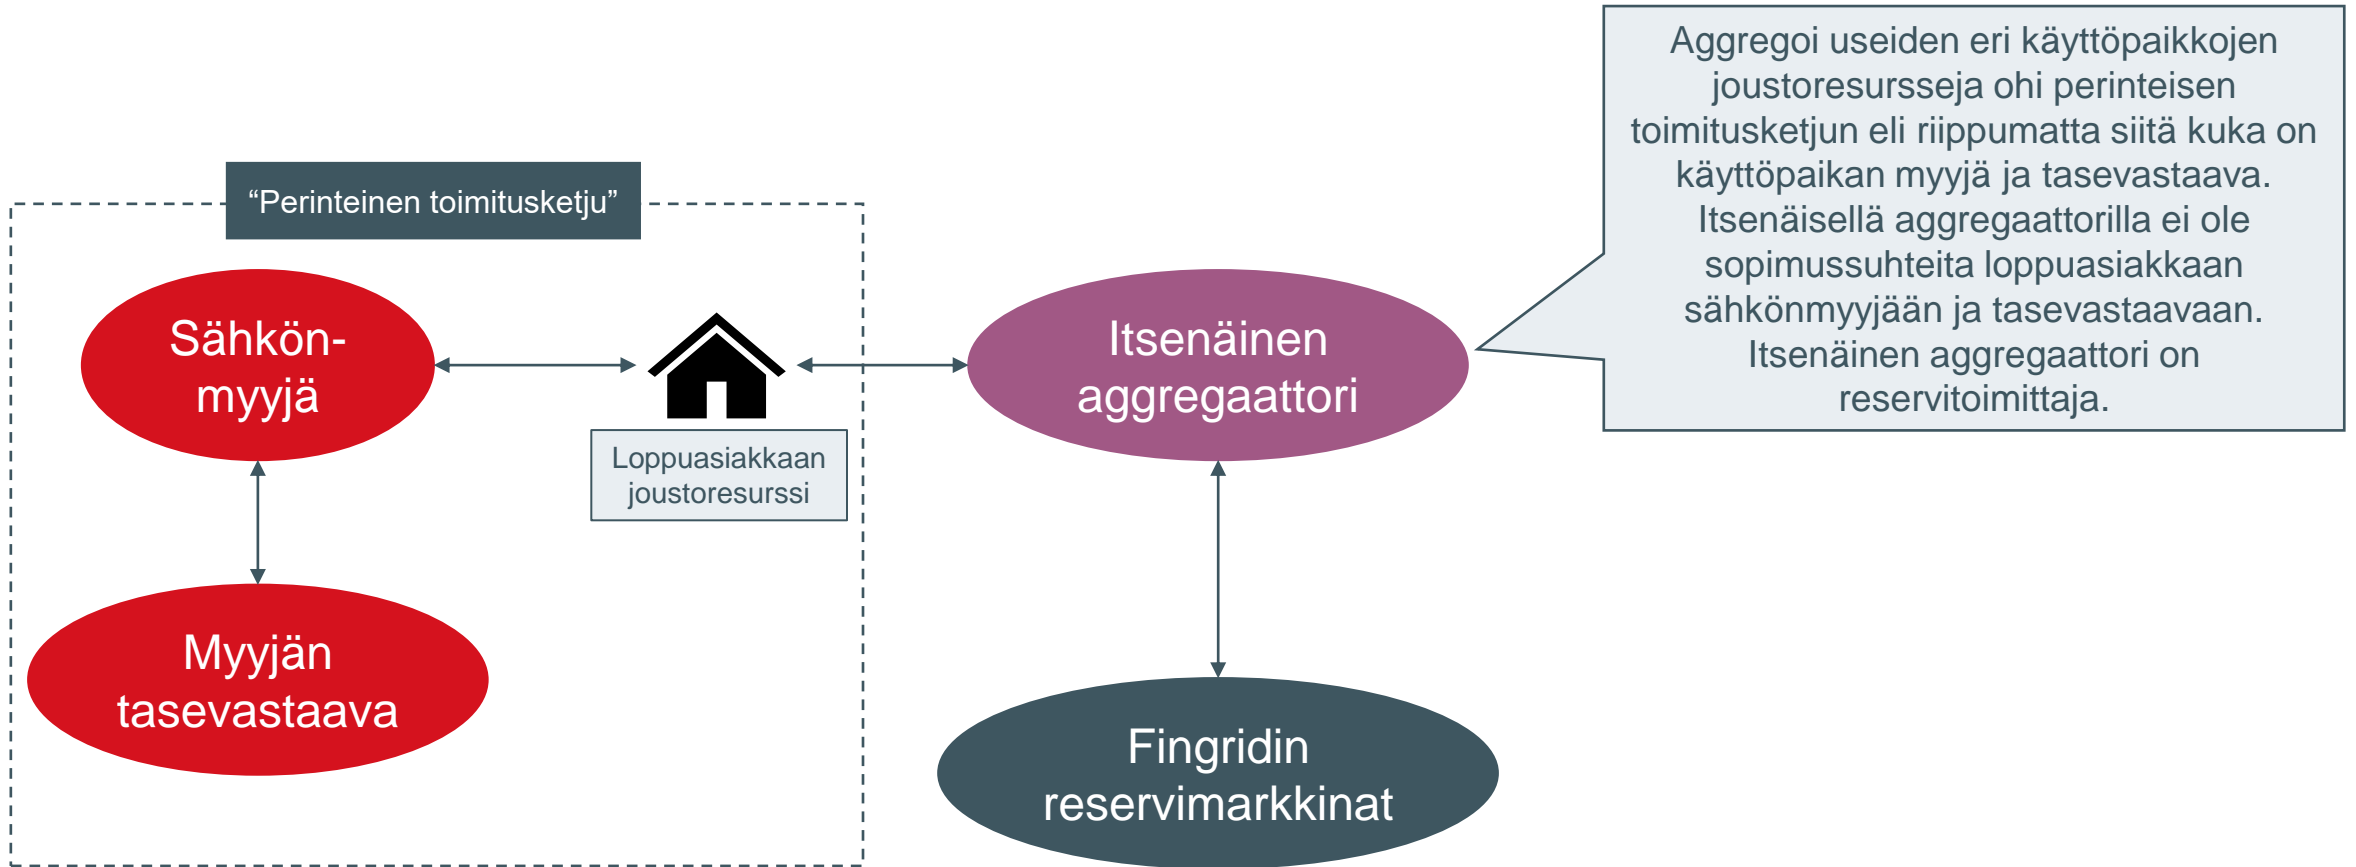 “Perinteinen toimitusketju”
Sähkön-
myyjä
Loppuasiakkaan
joustoresurssi
Myyjän
tasevastaava
Itsenäinen
aggregaattori
Fingridin
reservimarkkinat
Aggregoi useiden eri käyttöpaikkojen
joustoresursseja ohi perinteisen
toimitusketjun eli riippumatta siitä kuka on
käyttöpaikan myyjä ja tasevastaava.
Itsenäisellä aggregaattorilla ei ole
sopimussuhteita loppuasiakkaan
sähkönmyyjään ja tasevastaavaan.
Itsenäinen aggregaattori on
reservitoimittaja.